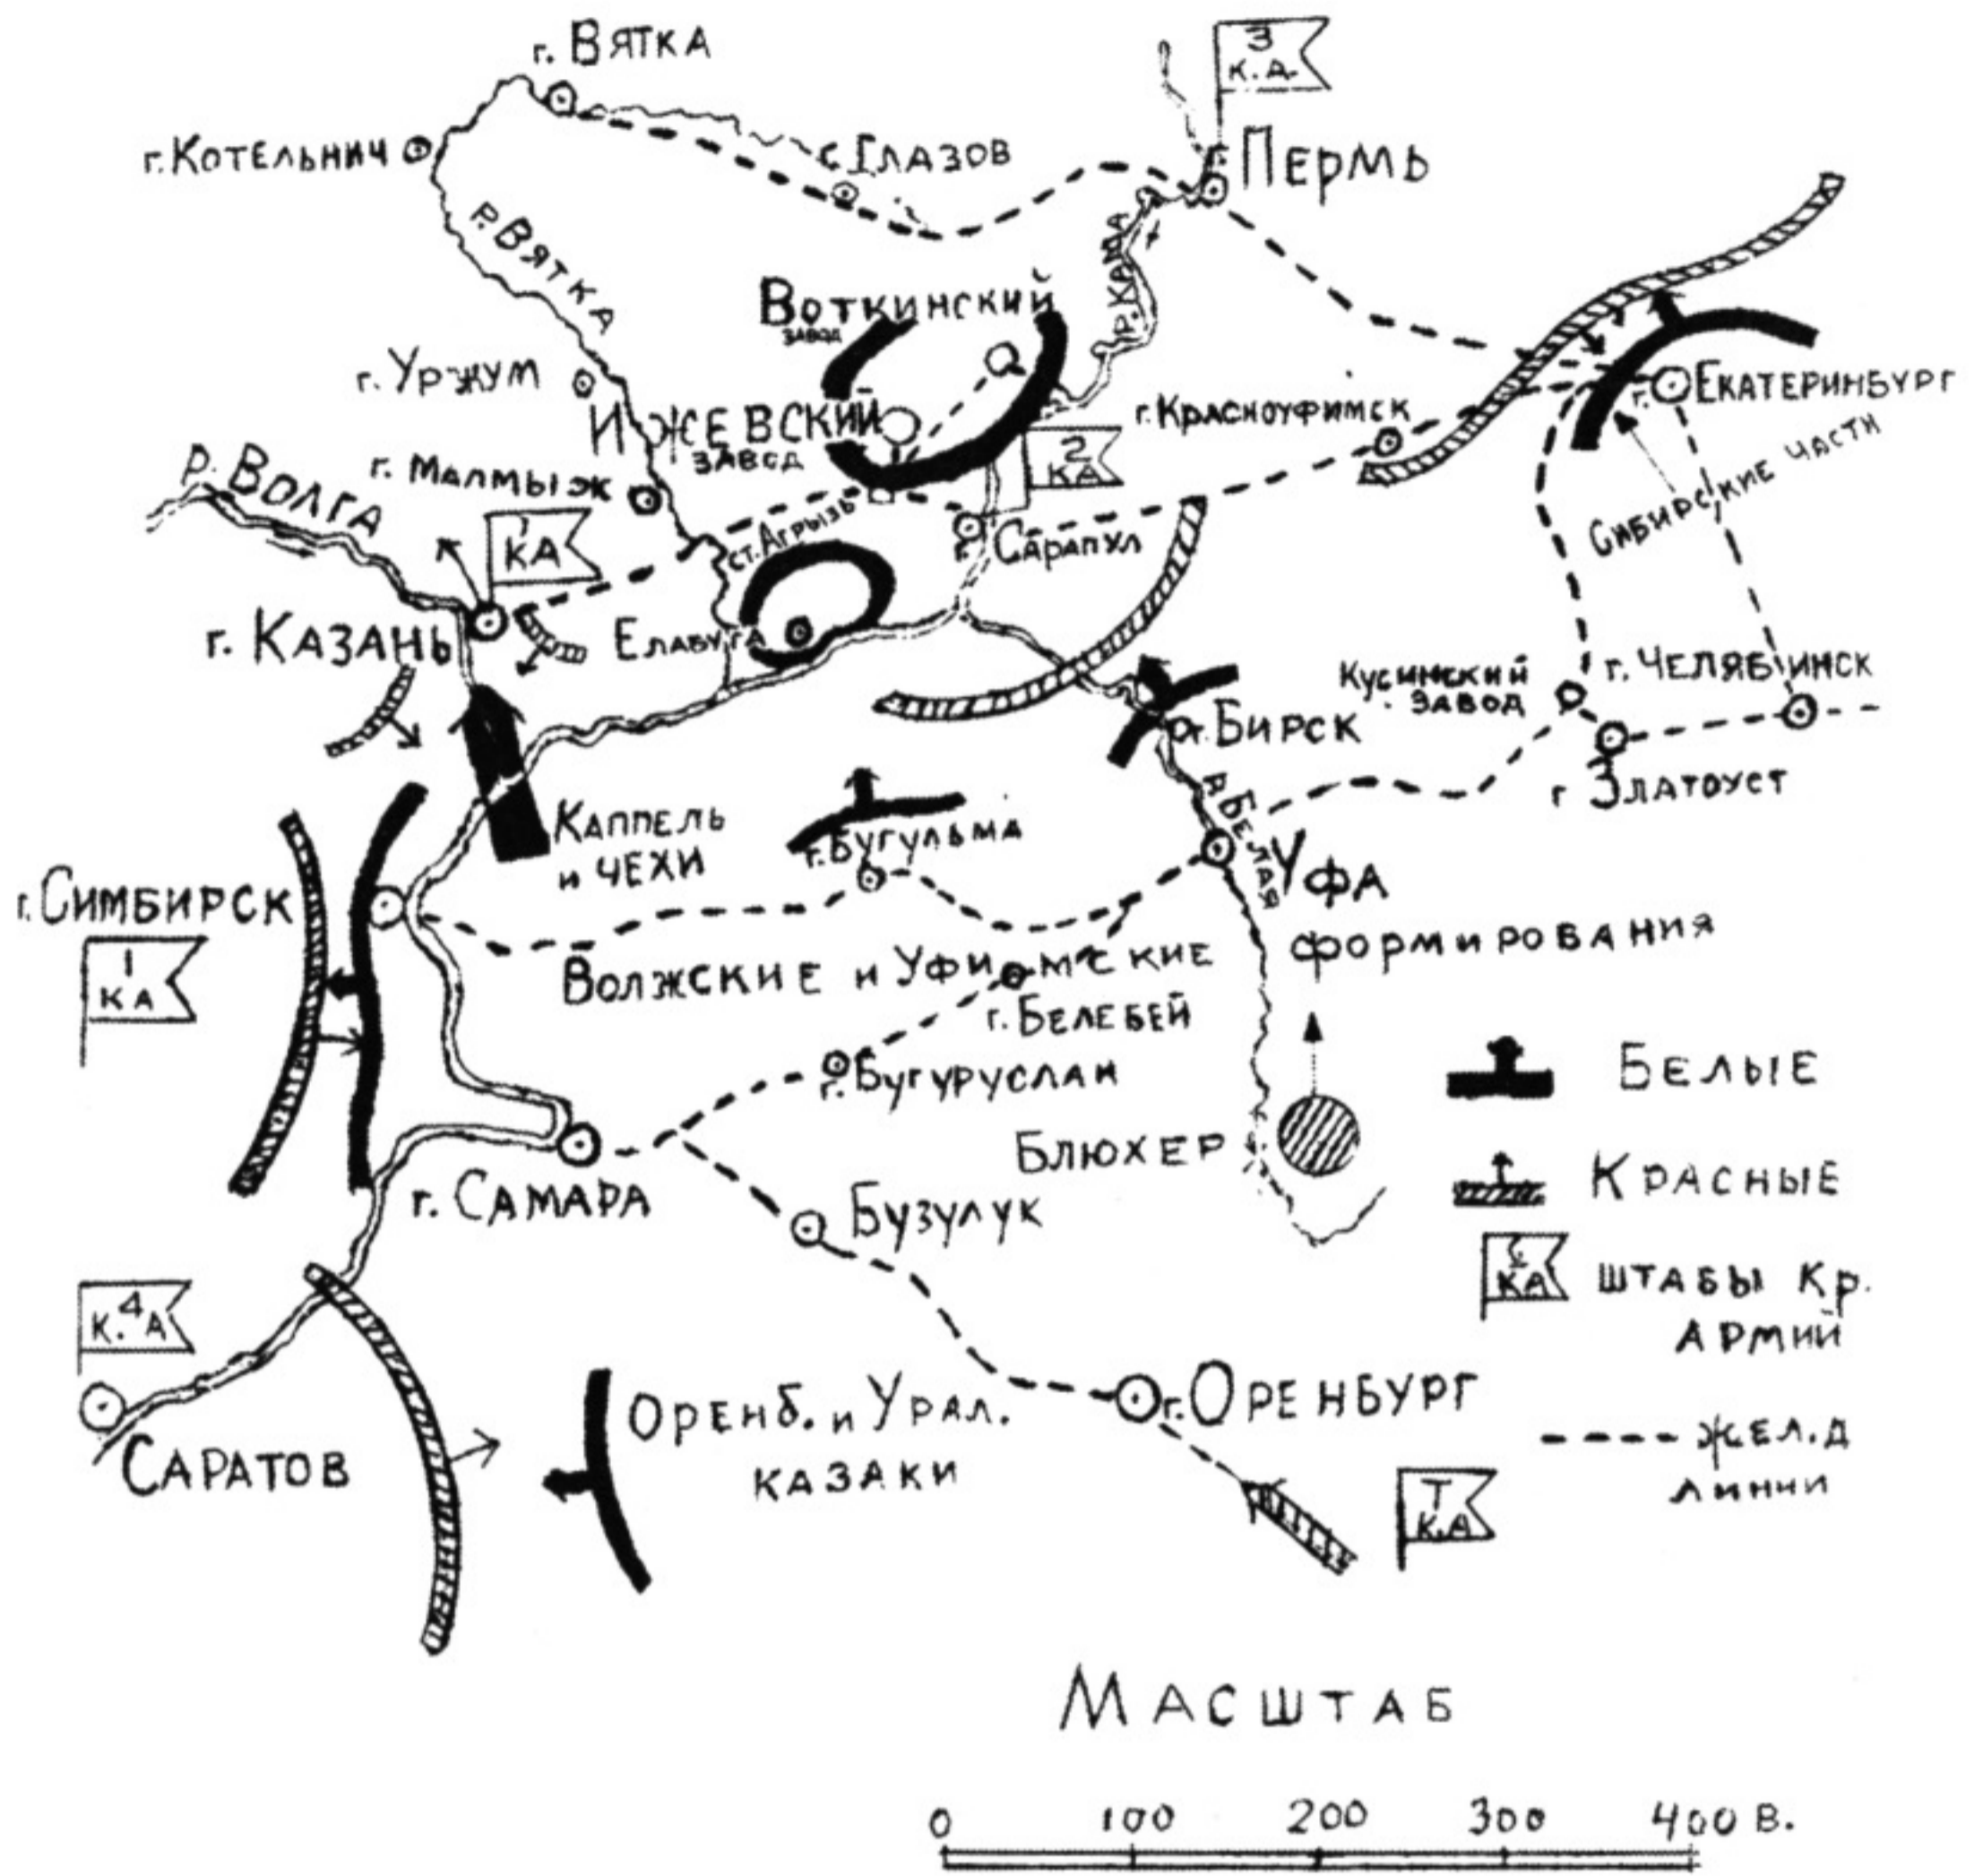 г. Вятка
3
К.А.
г. Котельнич
г. Глазов
г. Пермь
р. Вятка
р. Кама
Воткинский
завод
г. Уржум
Ижевский
завод
г. Екатеринбург
г. Красноуфимск
2
КА
Сибирские части
р. Волга
г. Малмыж
ст. Агрызь
г. Сарапул
КА
г. Казань
Елабуга
Кусинский
завод
г. Челябинск
г. Бирск
г Златоуст
р. Белая
Каппель
и чехи
г. Бугульма
г. Симбирск
Уфа
1
КА
Волжские и Уфимские
формирования
г. Белебей
г. Бугуруслан
Белые
Блюхер
Красные
г. Самара
Бузулук
КА
штабы Кр.
Армий
4
К.А
Саратов
Оренб. и Урал.
казаки
г. Оренбург
жел. д
линии
Т
К.А
Масштаб
0 100 200 300 400 в.